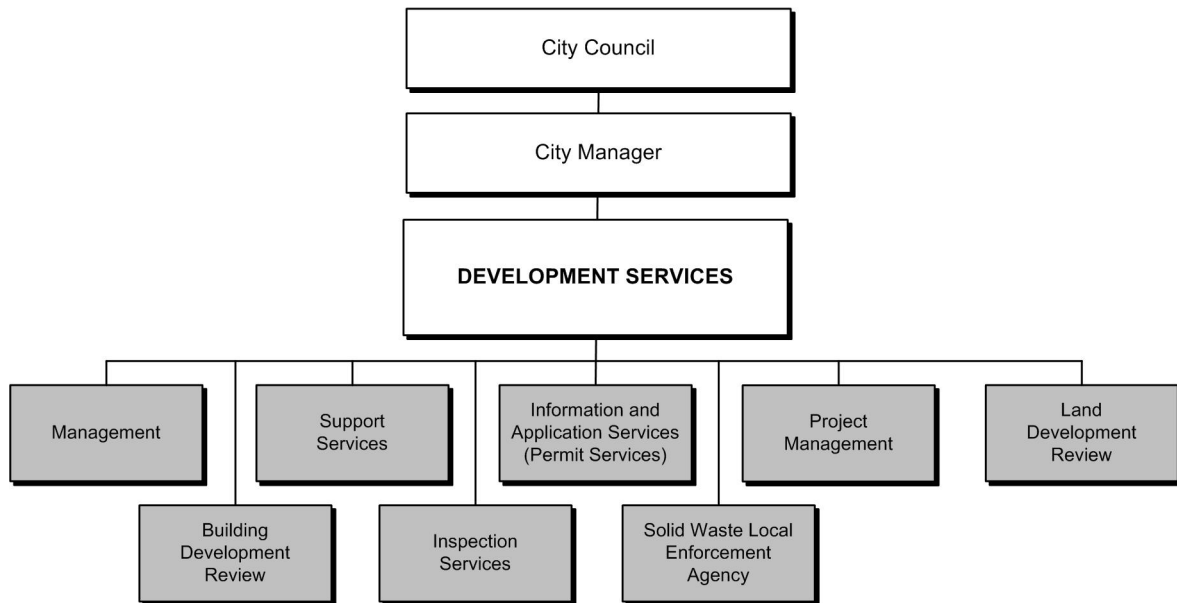 City Council
City Manager
DEVELOPMENT SERVICES
Management
Support
Services
Information and
Application Services
(Permit Services)
Project
Management
Land
Development
Review
Building
Development
Review
Inspection
Services
Solid Waste Local
Enforcement
Agency